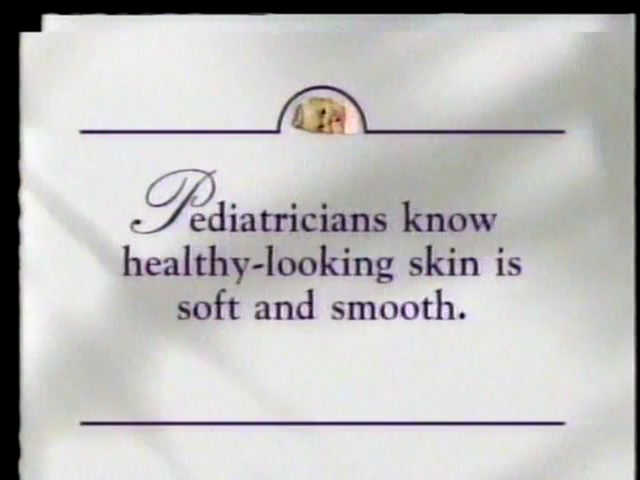 Pediatricians know
healthy-looking skin is
soft and smooth.